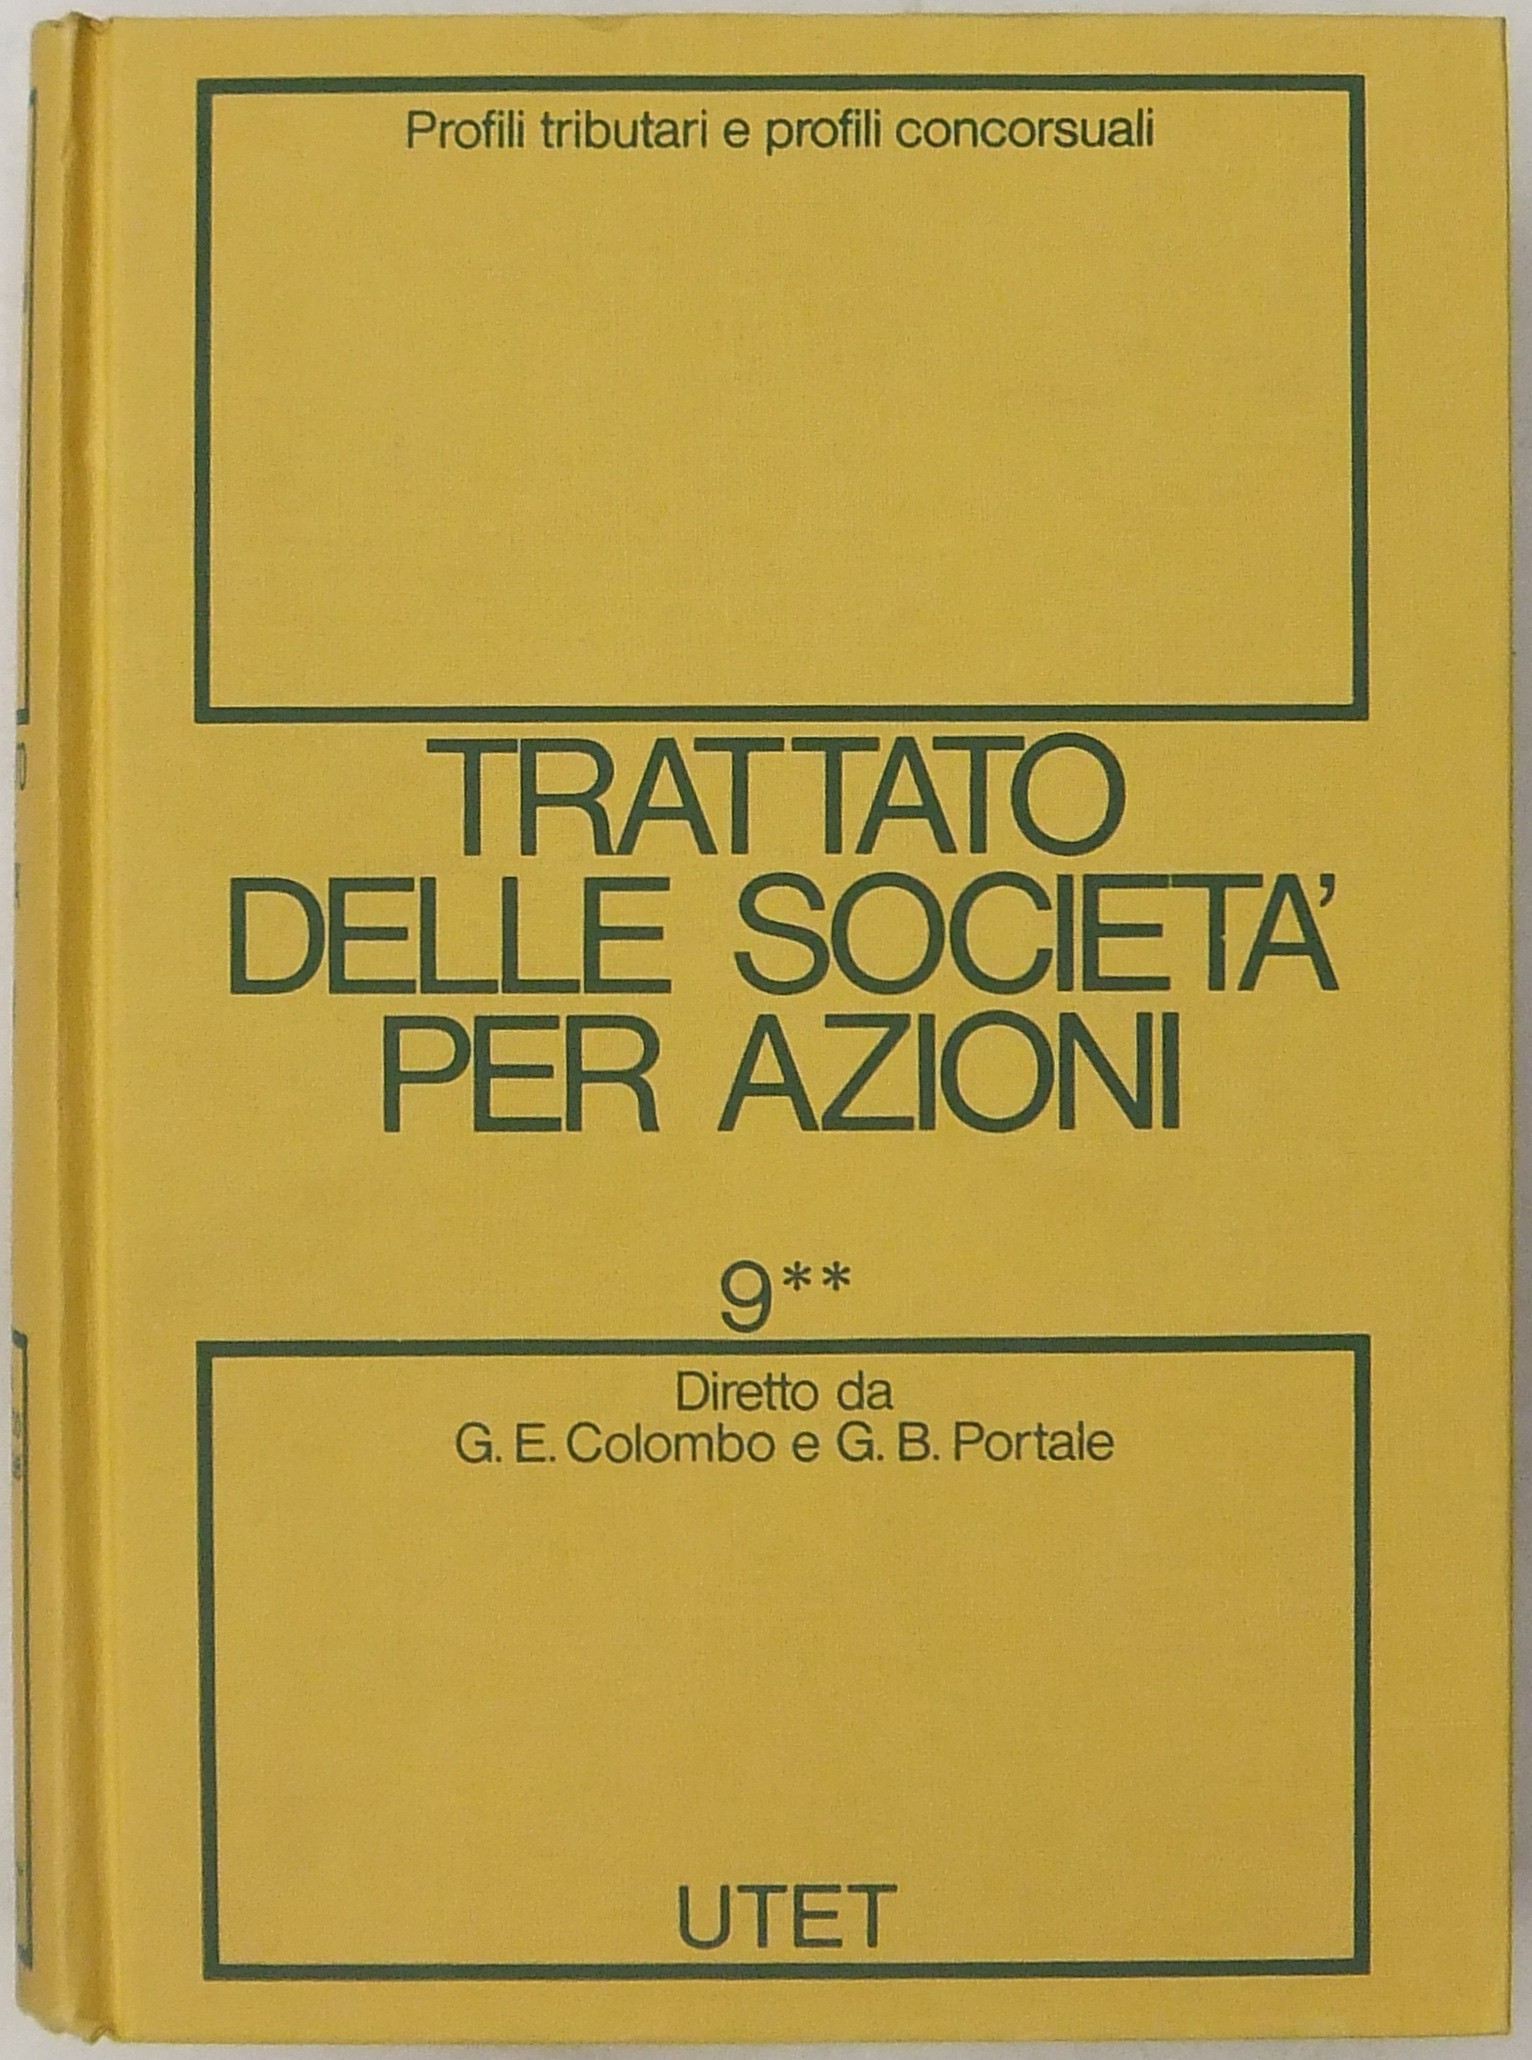 Profili tributari e profili concorsuali
TRATTATO
DELLE SOCIETA'
PER AZIONI
9**
Diretto da
G. E. Colombo e G. B. Portale
UTET